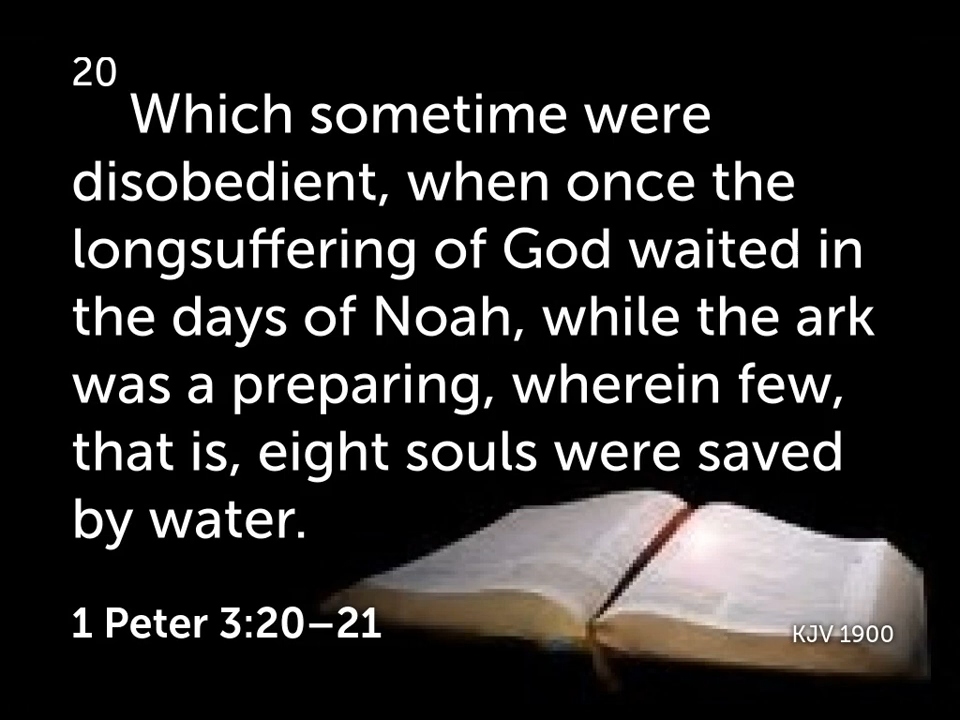 20
Which sometime were
disobedient, when once the
longsuffering of God waited in
the days of Noah, while the ark
was a preparing, wherein few,
that is, eight souls were saved
by water.
1 Peter 3:20–21
KJV 1900